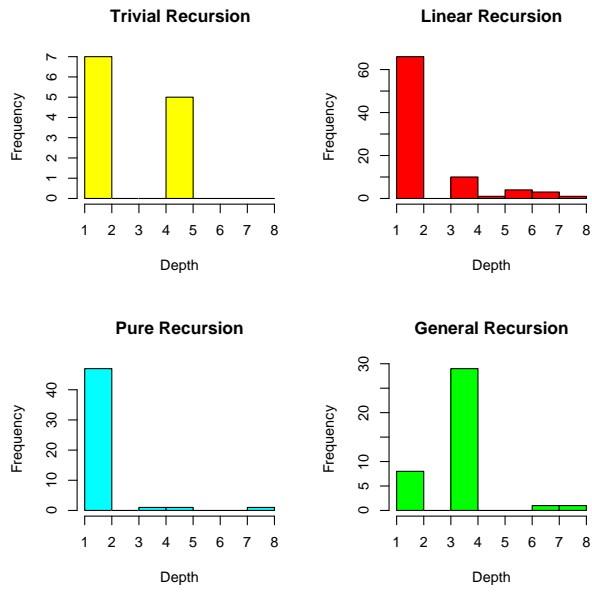 Trivial Recursion
Frequency
0 1 2 3 4 5 6 7
1 2 3 4 5 6 7 8
Depth
Linear Recursion
Frequency
0 20 60
1 2 3 4 5 6 7 8
Depth
Pure Recursion
Frequency
0 10 20 30 40
1 2 3 4 5 6 7 8
Depth
General Recursion
Frequency
0 5 10 20 30
1 2 3 4 5 6 7 8
Depth